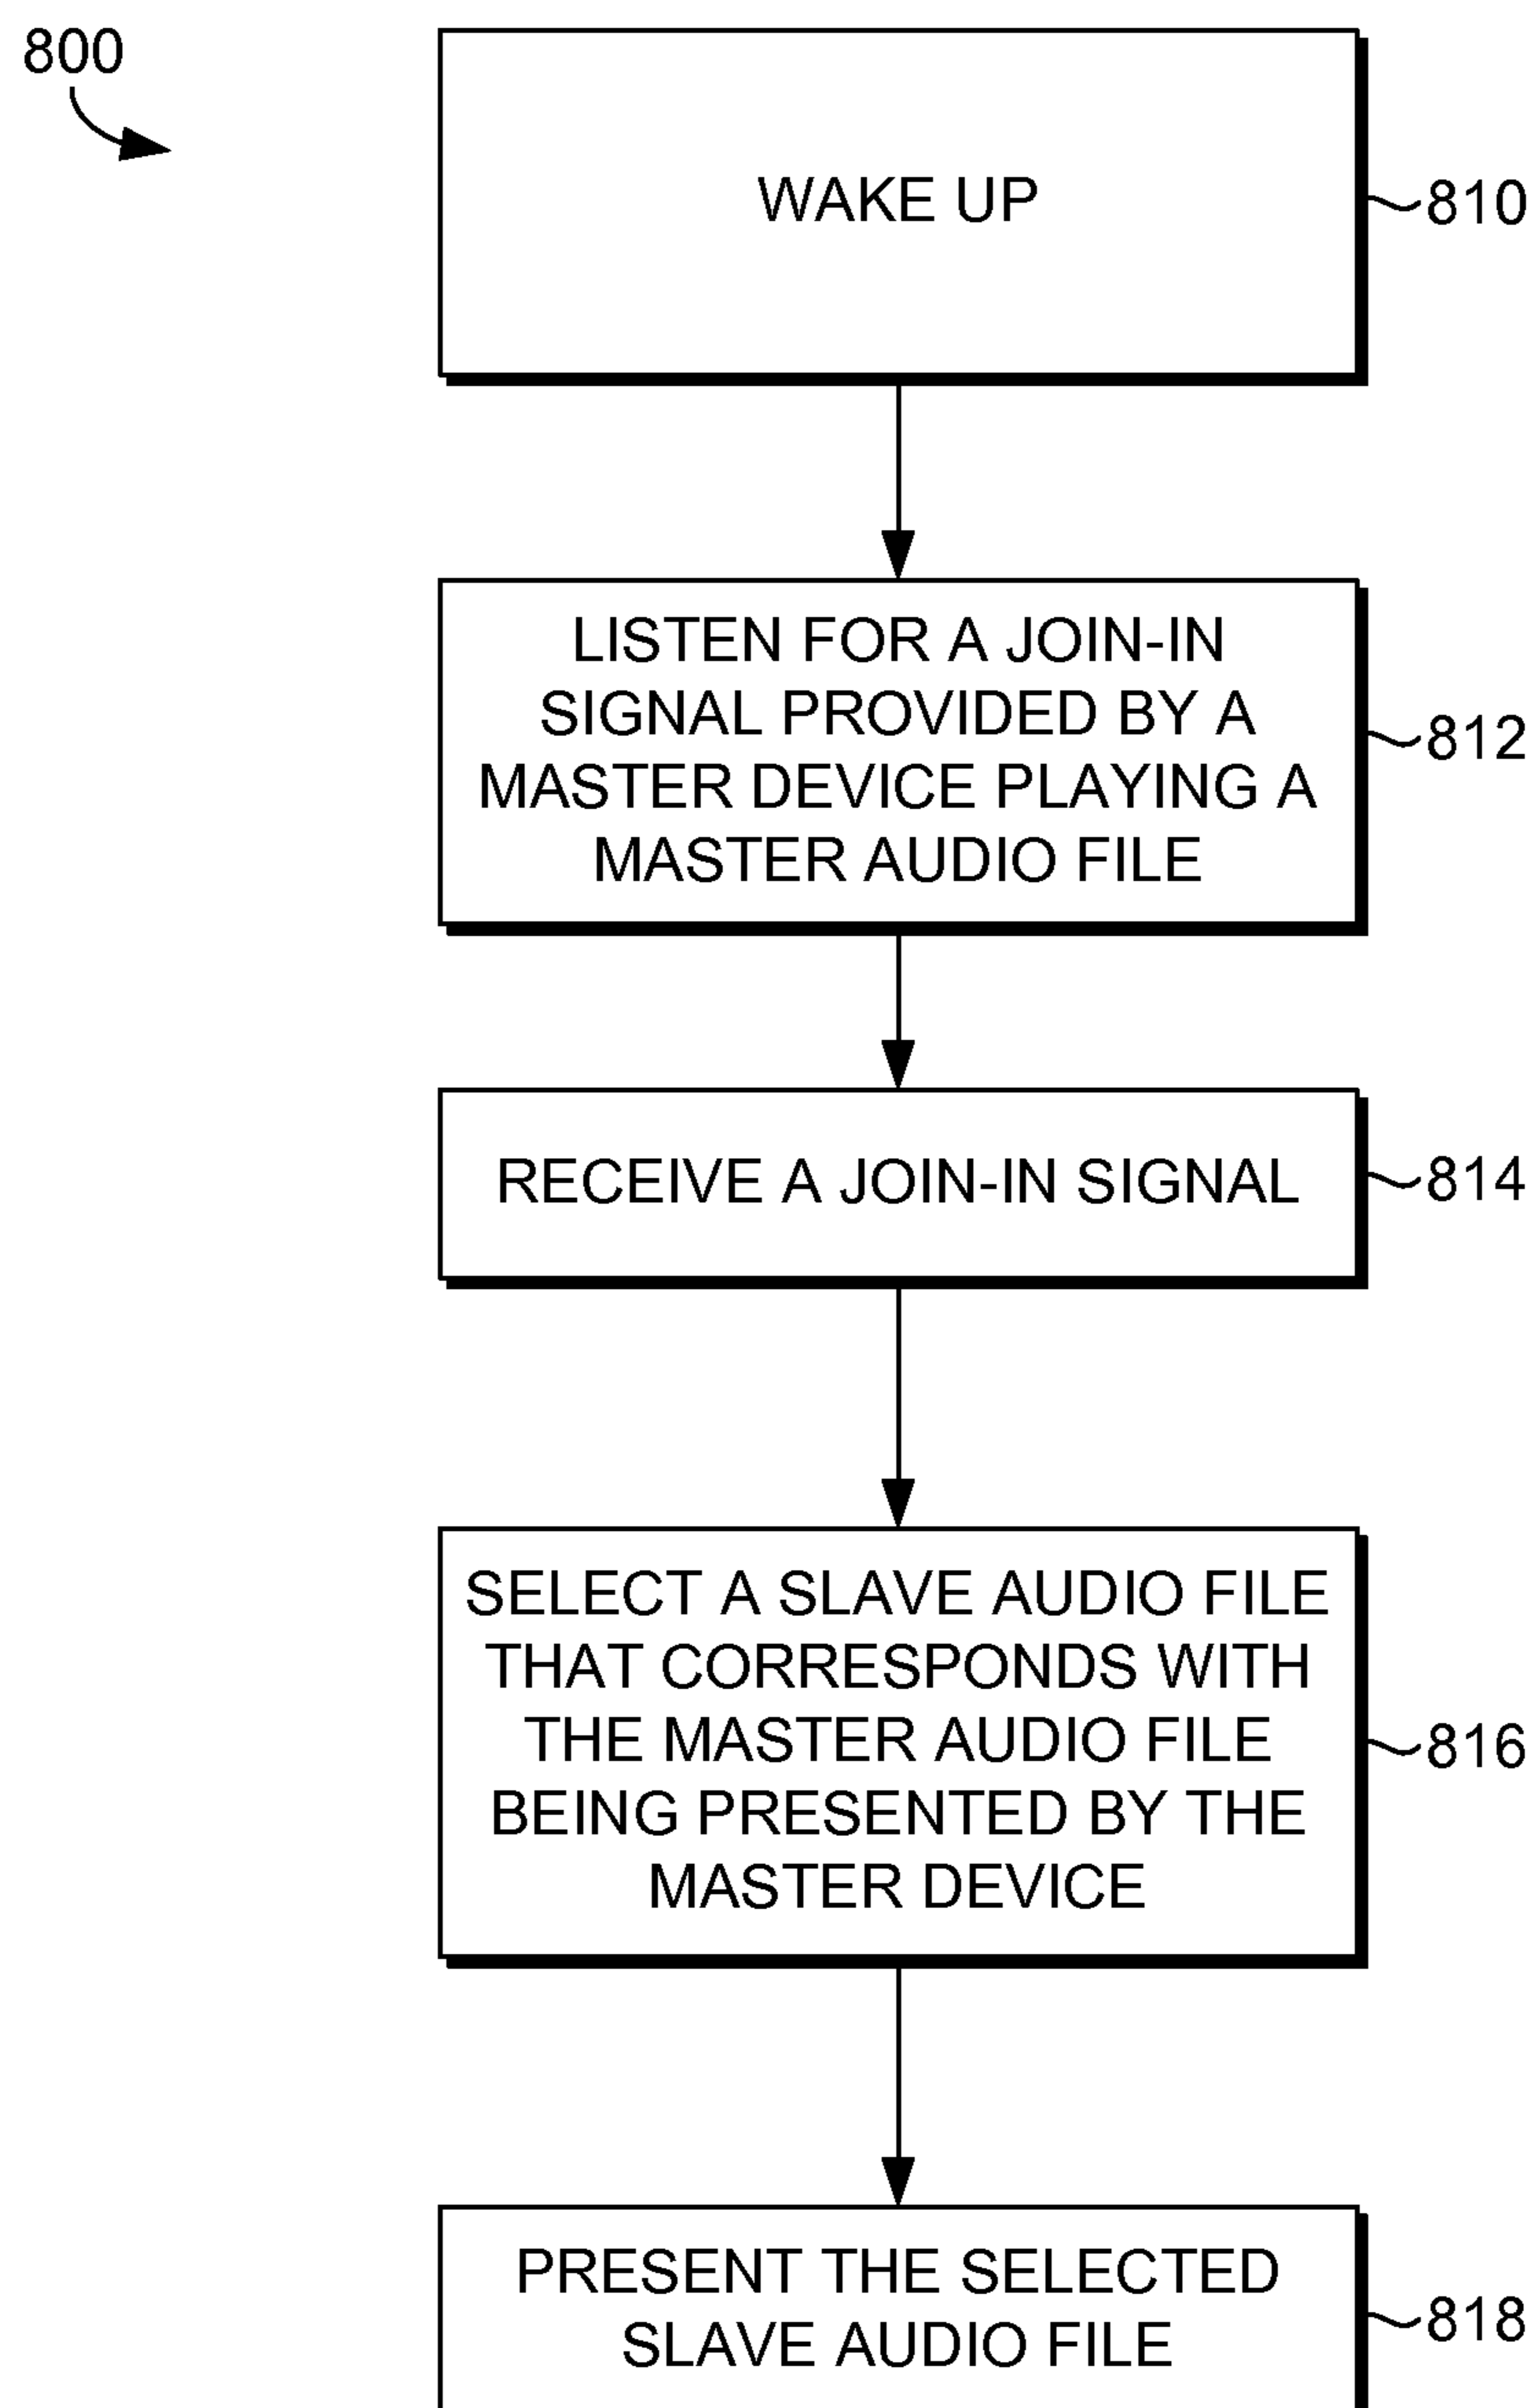 800
WAKE UP
810
LISTEN FOR A JOIN-IN
SIGNAL PROVIDED BY A
MASTER DEVICE PLAYING A
MASTER AUDIO FILE
812
RECEIVE A JOIN-IN SIGNAL
814
SELECT A SLAVE AUDIO FILE
THAT CORRESPONDS WITH
THE MASTER AUDIO FILE
BEING PRESENTED BY THE
MASTER DEVICE
816
PRESENT THE SELECTED
SLAVE AUDIO FILE
818